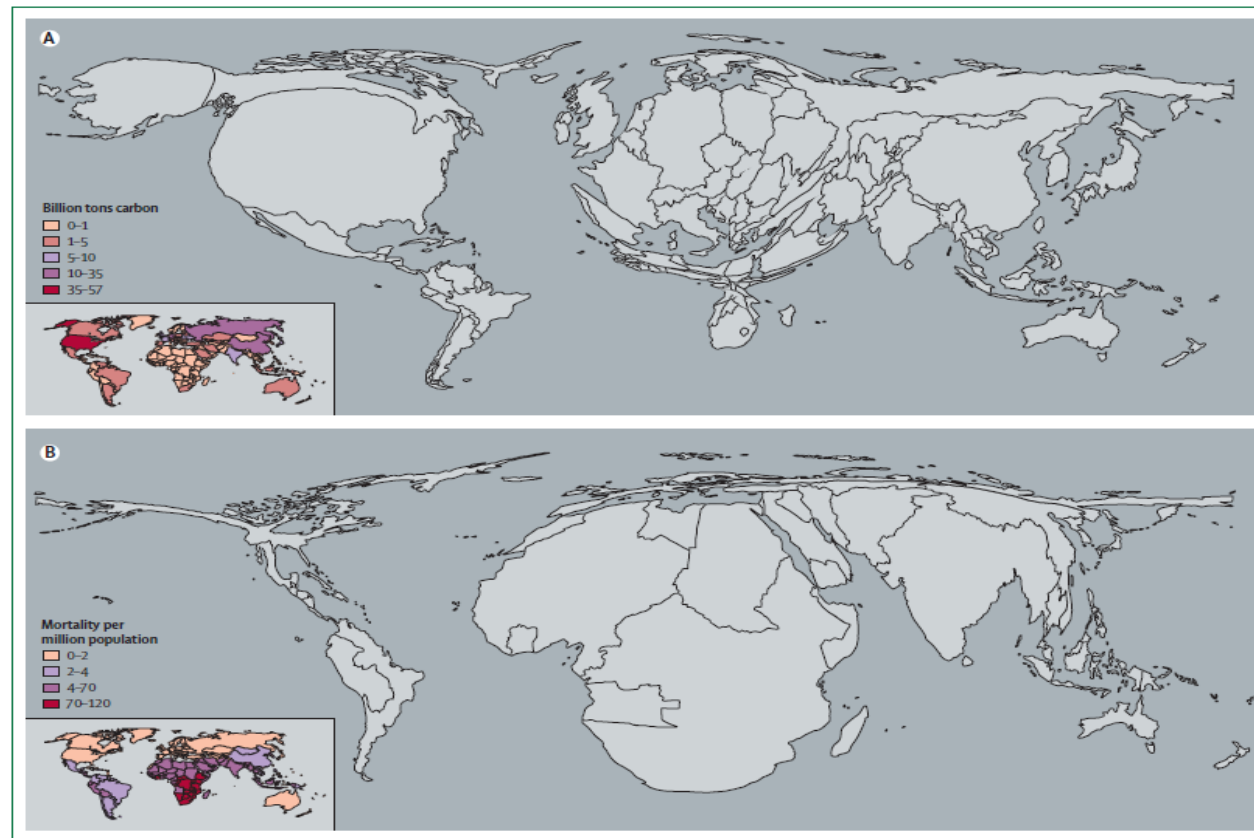 A
Billion tons carbon
0–1
1–5
5–10
10–35
35–57
B
Mortality per
million population
0–2
2–4
4–70
70–120